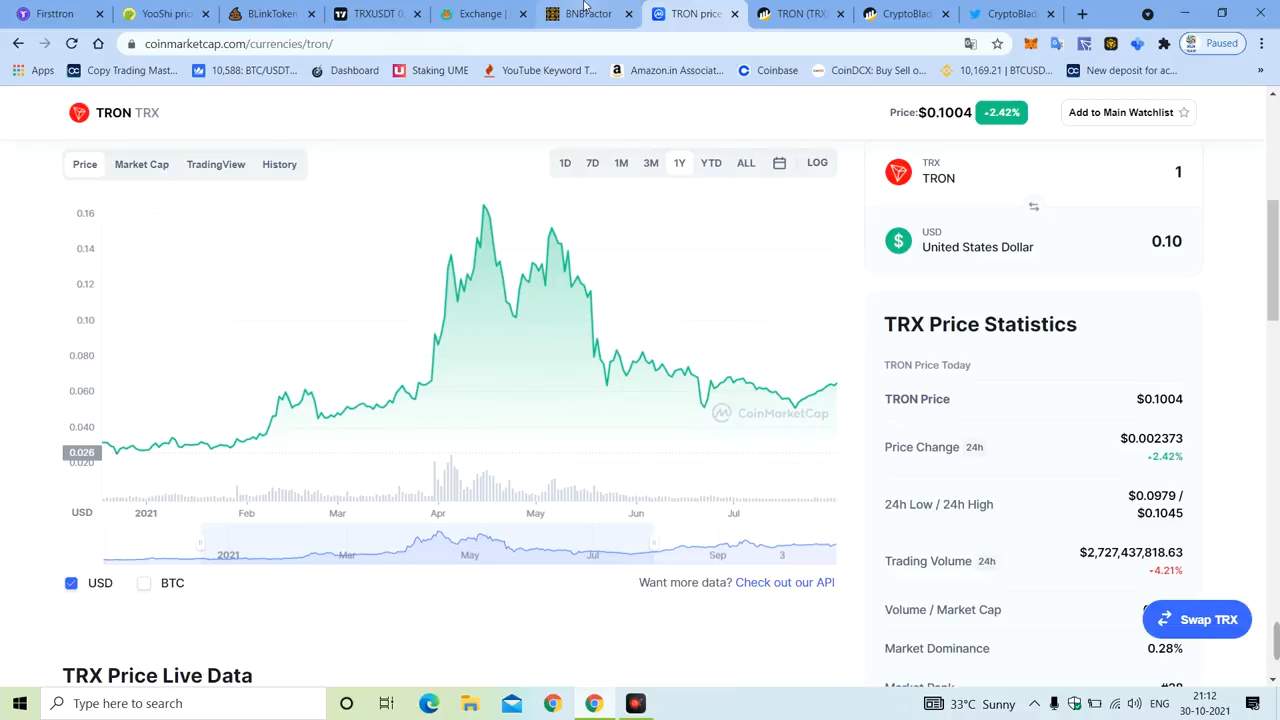 Firstrix
Exchange
TRXUSDT | 0.1
Exchange
BNBFactor
TRON price
TRON (TRX
TRON (TRX)
CryptoBlad
coinmarketcap.com/currencies/tron/
Paused
Apps
Copy Trading Mast...
10,588: BTC/USDT...
Dashboard
Staking UME
YouTube Keyword T...
Amazon.in Associat...
Coinbase
CoinDCX: Buy Sell o...
10,169.21 | BTCUSD...
New deposit for ac...
»
TRON TRX
Price:$0.1004
2.42%
Add to Main Watchlist
Price
Market Cap
TradingView
History
1D
7D
1M
3M
1Y
YTD
ALL
LOG
TRX
TRON
1
USD
United States Dollar
0.10
0.16
0.14
0.12
0.10
0.080
0.060
0.040
0.026
0.020
CoinMarketCap
USD
2021
Feb
Mar
Apr
May
Jun
Jul
2021
Mar
May
Jul
Sep
3
USD
BTC
Want more data? Check out our API
TRX Price Live Data
TRX Price Statistics
TRON Price Today
TRON Price
$0.1004
Price Change 24h
$0.002373
2.42%
24h Low / 24h High
$0.0979 /
$0.1045
Trading Volume 24h
$2,727,437,818.63
4.21%
Volume / Market Cap
Swap TRX
Market Dominance
0.28%
Market Rank
#28
Type here to search
33°C Sunny
ENG
21:12
30-10-2021